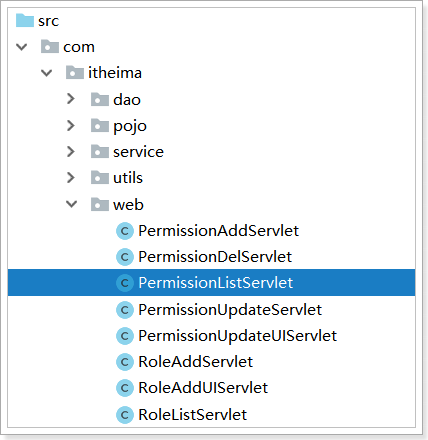 src
com
itheima
dao
pojo
service
utils
web
C PermissionAddServlet
C PermissionDelServlet
C PermissionListServlet
C PermissionUpdateServlet
C PermissionUpdateUIServlet
C RoleAddServlet
C RoleAddUIServlet
C RoleListServlet